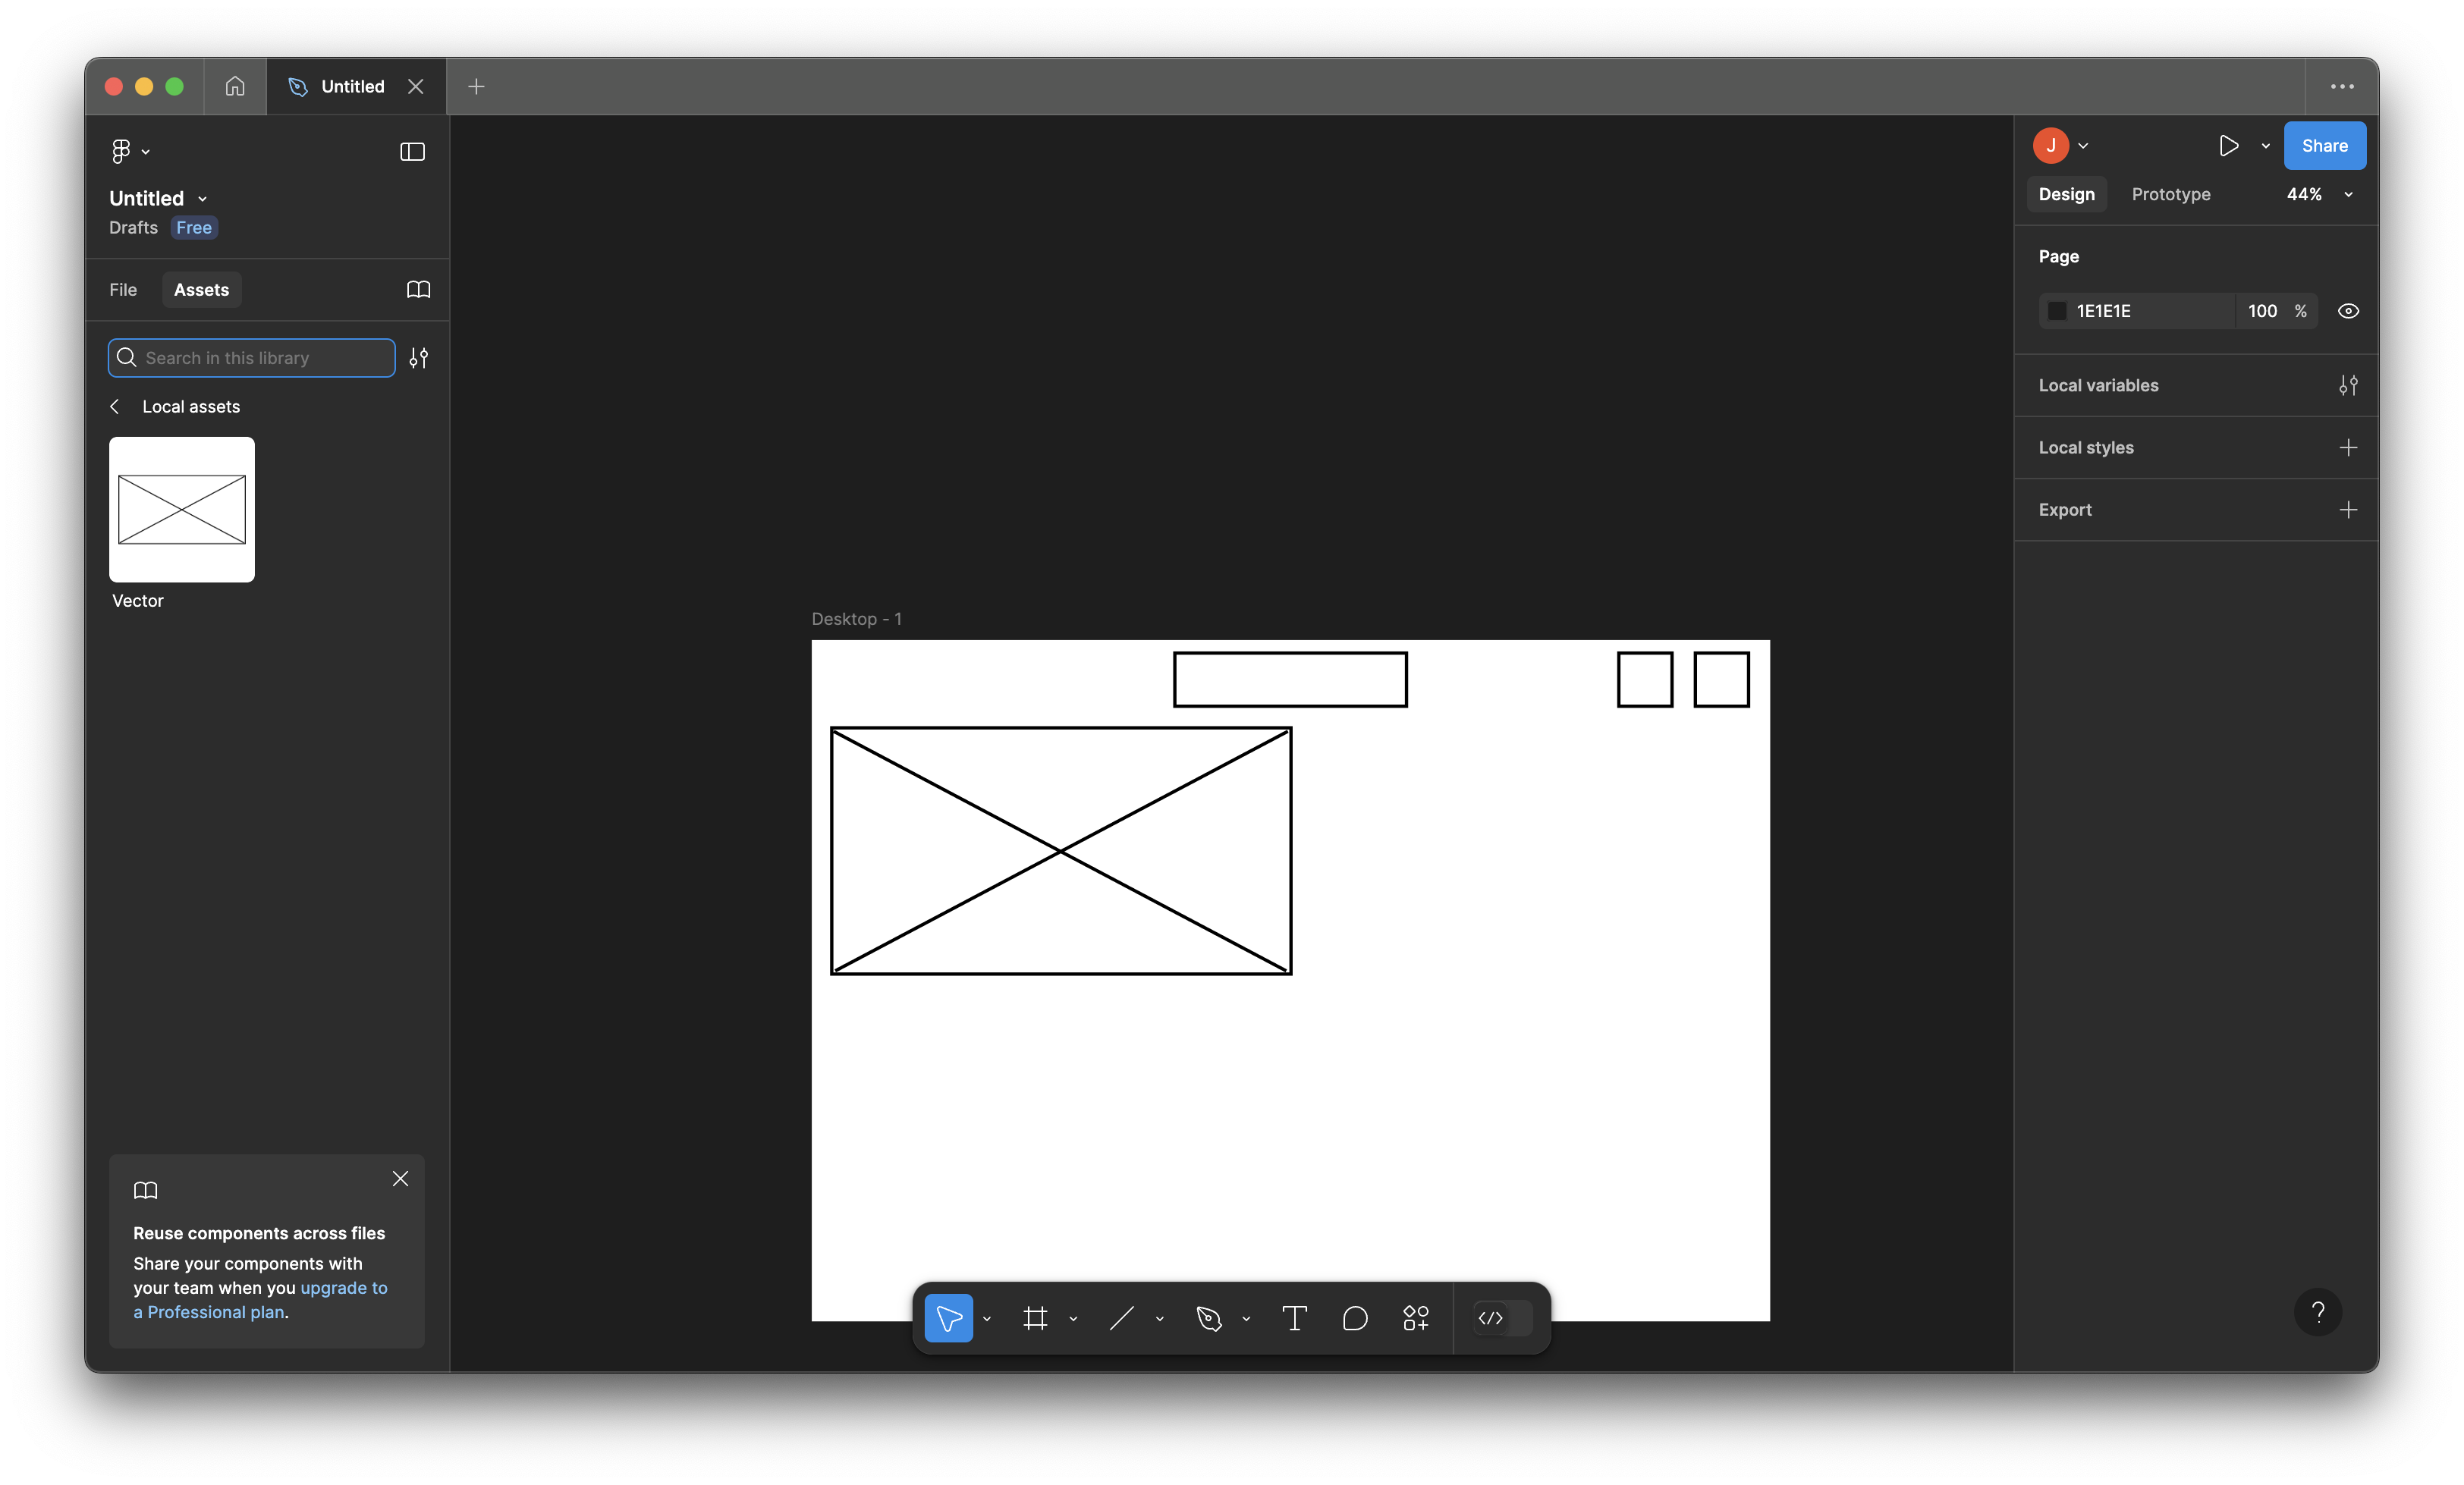 Untitled
Untitled
Drafts Free
File Assets
Search in this library
Local assets
Vector
Reuse components across files
Share your components with
your team when you upgrade to
a Professional plan.
Desktop - 1
J
Share
Design Prototype 44%
Page
1E1E1E 100 %
Local variables
Local styles
Export
?